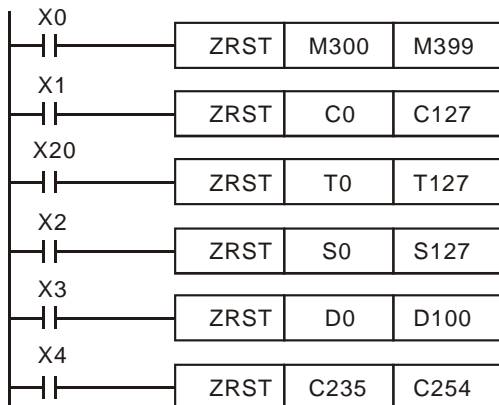 X0
ZRST M300 M399
X1
ZRST C0 C127
X20
ZRST T0 T127
X2
ZRST S0 S127
X3
ZRST D0 D100
X4
ZRST C235 C254